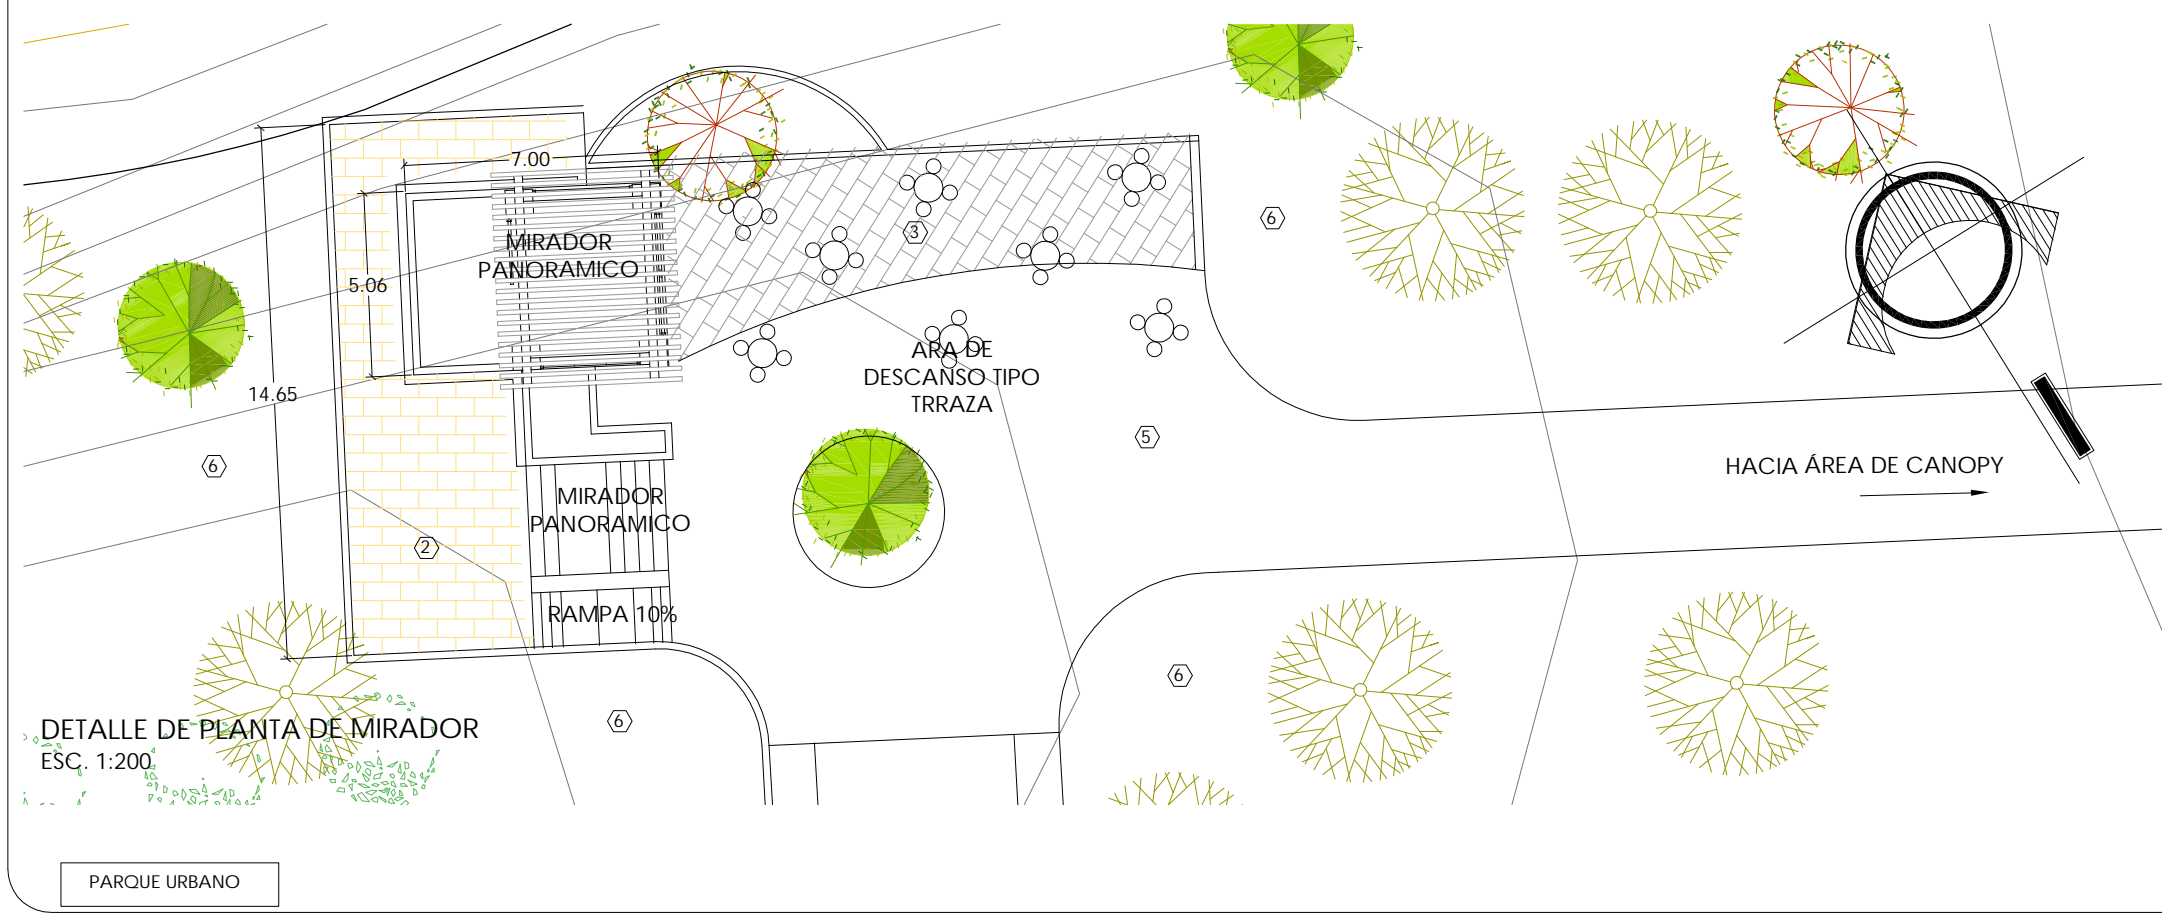 7.00
6
3
MIRADOR
PANORAMICO
5.06
ARA DE
DESCANSO TIPO
TRRAZA
14.65
5
6
HACIA ÁREA DE CANOPY
MIRADOR
PANORAMICO
2
RAMPA 10%
6
6
DETALLE DE PLANTA DE MIRADOR
ESC. 1:200
PARQUE URBANO